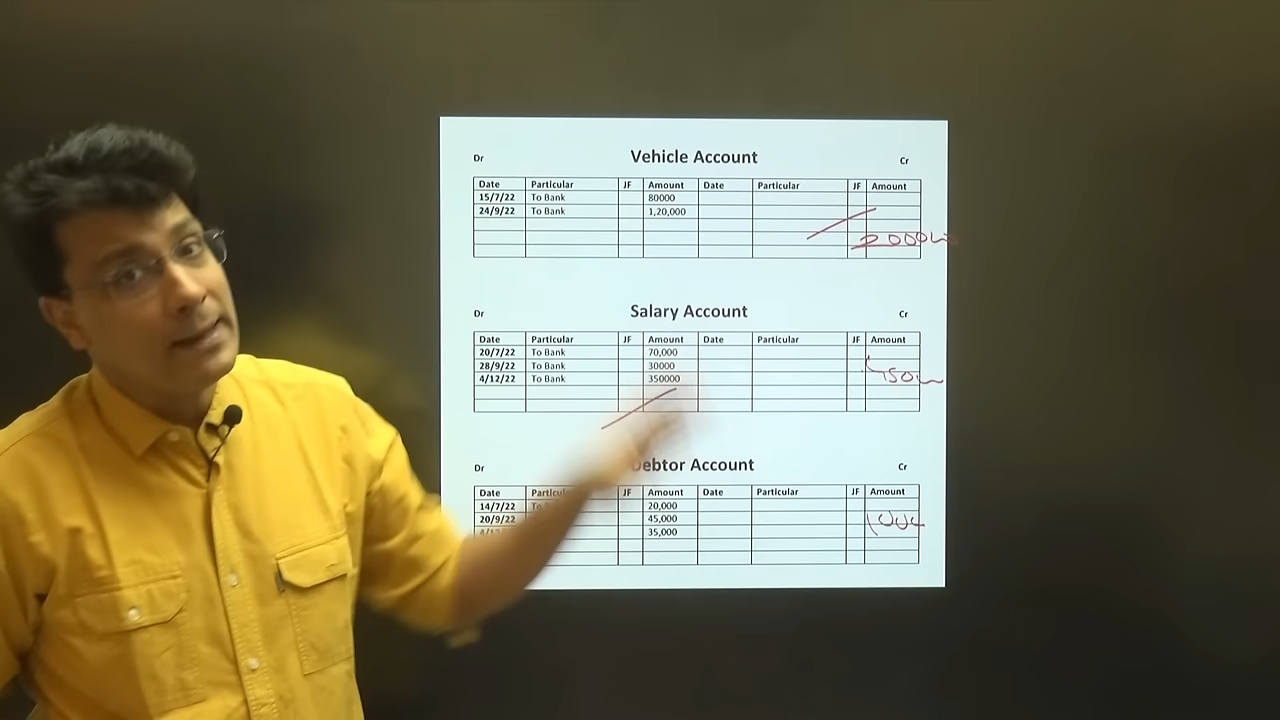 Dr Vehicle Account Cr
Date Particular JF Amount Date Particular JF Amount
15/7/22 To Bank 80000
24/9/22 To Bank 1,20,000
Dr Salary Account Cr
Date Particular JF Amount Date Particular JF Amount
20/7/22 To Bank 70,000
28/9/22 To Bank 30000
4/12/22 To Bank 350000
Dr Debtor Account Cr
Date JF Amount Date Particular JF Amount
14/7/22 20,000
20/9/22 45,000
35,000